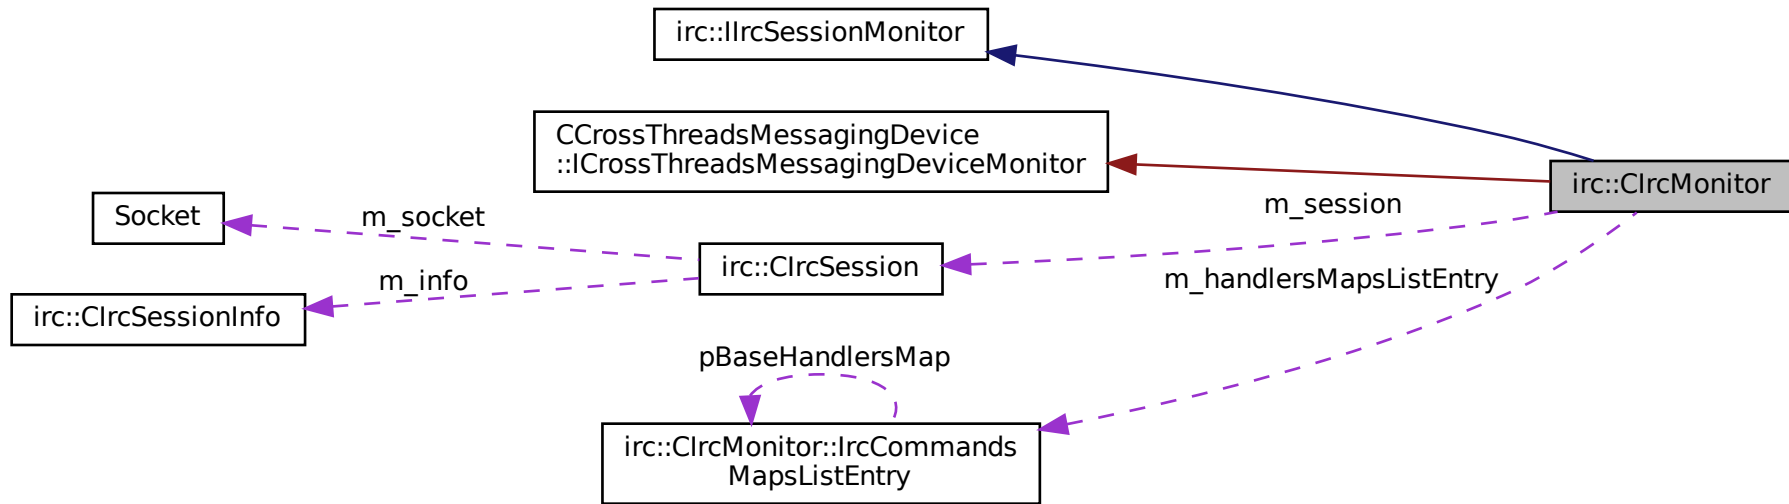 irc::IIrcSessionMonitor
CCrossThreadsMessagingDevice
::ICrossThreadsMessagingDeviceMonitor
irc::CIrcMonitor
Socket
m_socket
m_session
irc::CIrcSession
m_info
m_handlersMapsListEntry
irc::CIrcSessionInfo
pBaseHandlersMap
irc::CIrcMonitor::IrcCommands
MapsListEntry